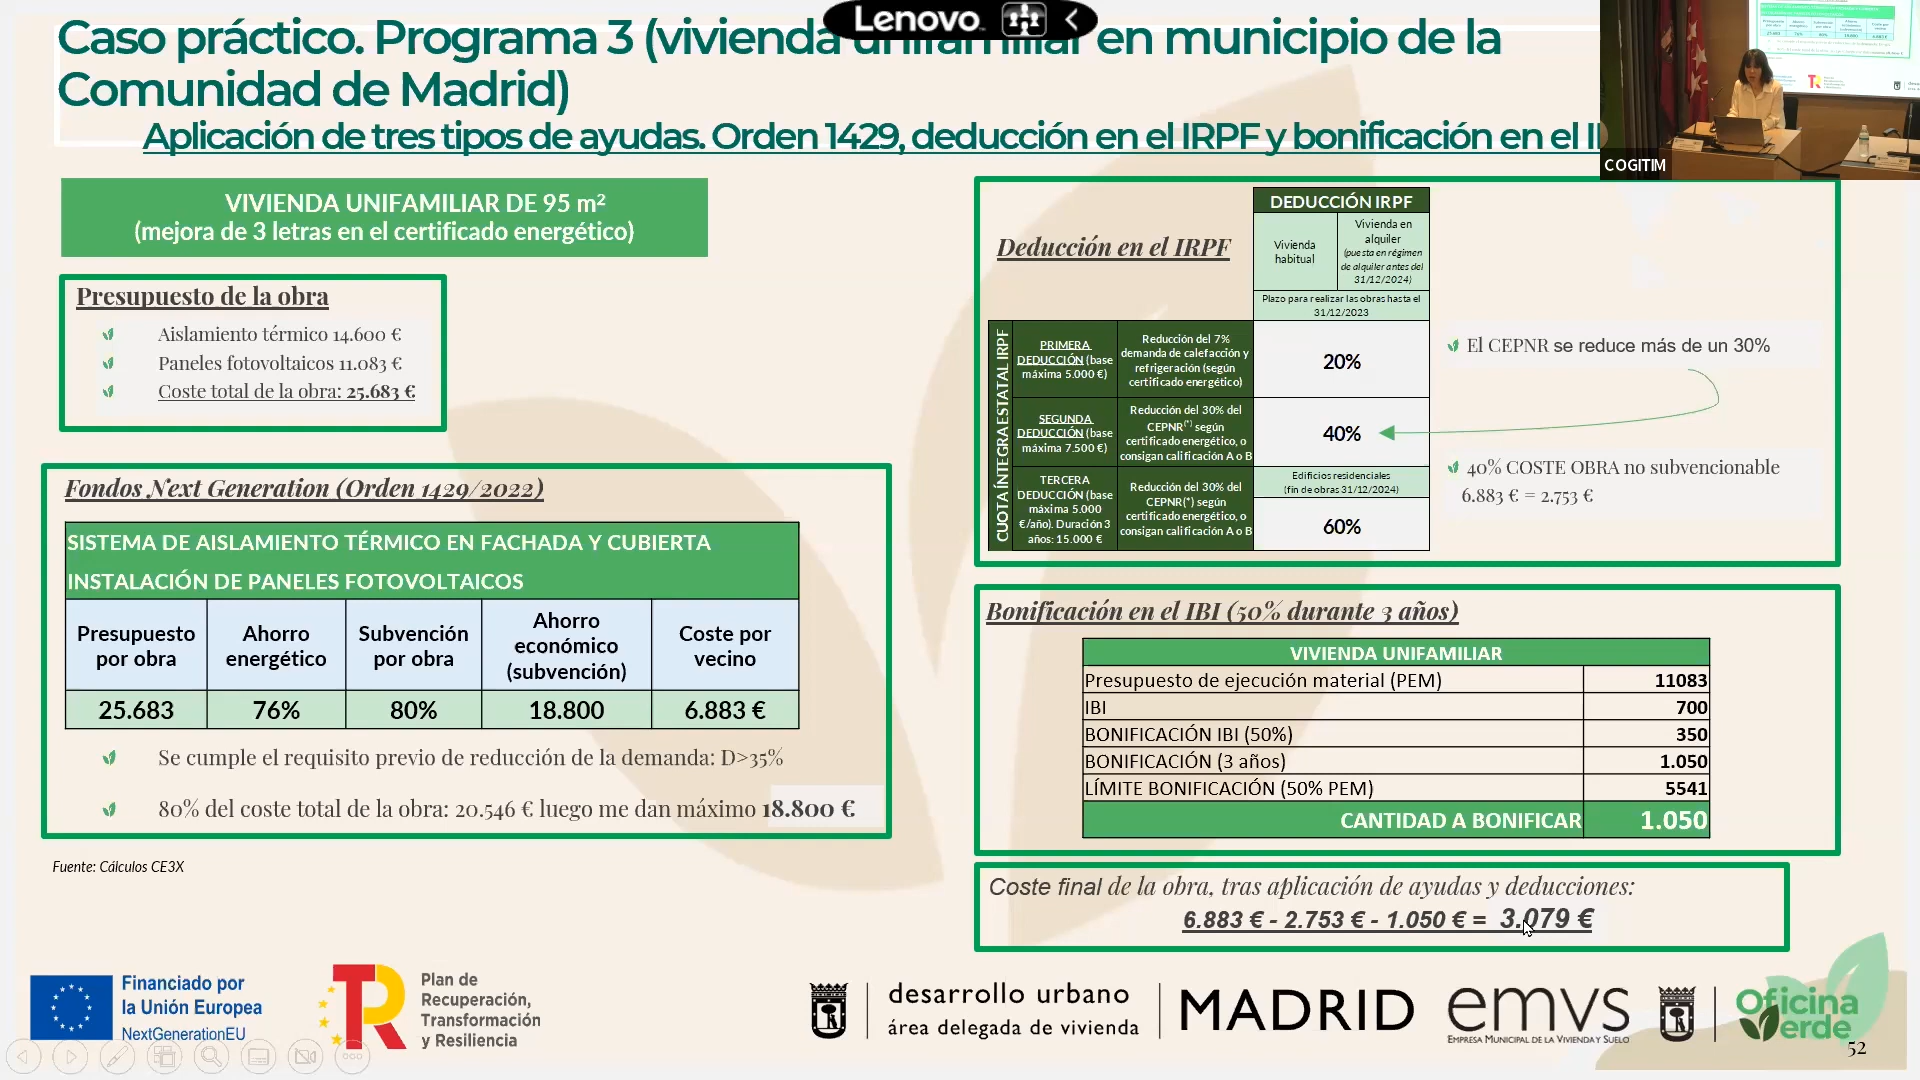 Lenovo
Caso práctico. Programa 3 (vivienda unifamiliar en municipio de la
Comunidad de Madrid)
Aplicación de tres tipos de ayudas. Orden 1429, deducción en el IRPF y bonificación en el I
COGITIM
VIVIENDA UNIFAMILIAR DE 95 m²
(mejora de 3 letras en el certificado energético)
Presupuesto de la obra
Aislamiento térmico 14.600 €
Paneles fotovoltaicos 11.083 €
Coste total de la obra: 25.683 €
Fondos Next Generation (Orden 1429/2022)
SISTEMA DE AISLAMIENTO TÉRMICO EN FACHADA Y CUBIERTA
INSTALACIÓN DE PANELES FOTOVOLTAICOS
Presupuesto por obra
Ahorro energético
Subvención por obra
Ahorro económico (subvención)
Coste por vecino
25.683 76% 80% 18.800 6.883 €
Se cumple el requisito previo de reducción de la demanda: D>35%
80% del coste total de la obra: 20.546 € luego me dan máximo 18.800 €
Fuente: Cálculos CE3X
Deducción en el IRPF
DEDUCCIÓN IRPF
Vivienda habitual
Vivienda en
alquiler
(puesta en régimen
de alquiler antes del
31/12/2024)
Plazo para realizar las obras hasta el
31/12/2023
CUOTA ÍNTEGRA ESTATAL IRPF
PRIMERA
DEDUCCIÓN (base
máxima 5.000 €)
Reducción del 7%
demanda de calefacción y
refrigeración (según
certificado energético)
20%
SEGUNDA
DEDUCCIÓN (base
máxima 7.500 €)
Reducción del 30% del
CEPNR(*) según
certificado energético, o
consigan calificación A o B
40%
Edificios residenciales
(fin de obras 31/12/2024)
TERCERA
DEDUCCIÓN (base
máxima 5.000
€/año). Duración 3
años: 15.000 €
Reducción del 30% del
CEPNR(*) según
certificado energético, o
consigan calificación A o B
60%
El CEPNR se reduce más de un 30%
40% COSTE OBRA no subvencionable
6.883 € = 2.753 €
Bonificación en el IBI (50% durante 3 años)
VIVIENDA UNIFAMILIAR
Presupuesto de ejecución material (PEM) 11083
IBI 700
BONIFICACIÓN IBI (50%) 350
BONIFICACIÓN (3 años) 1.050
LÍMITE BONIFICACIÓN (50% PEM) 5541
CANTIDAD A BONIFICAR 1.050
Coste final de la obra, tras aplicación de ayudas y deducciones:
6.883 € - 2.753 € - 1.050 € = 3.079 €
Financiado por
la Unión Europea
NextGenerationEU
TR
Plan de
Recuperación,
Transformación
y Resiliencia
desarrollo urbano
área delegada de vivienda
MADRID
emvs
EMPRESA MUNICIPAL DE LA VIVIENDA Y SUELO
Oficina
Verde
52